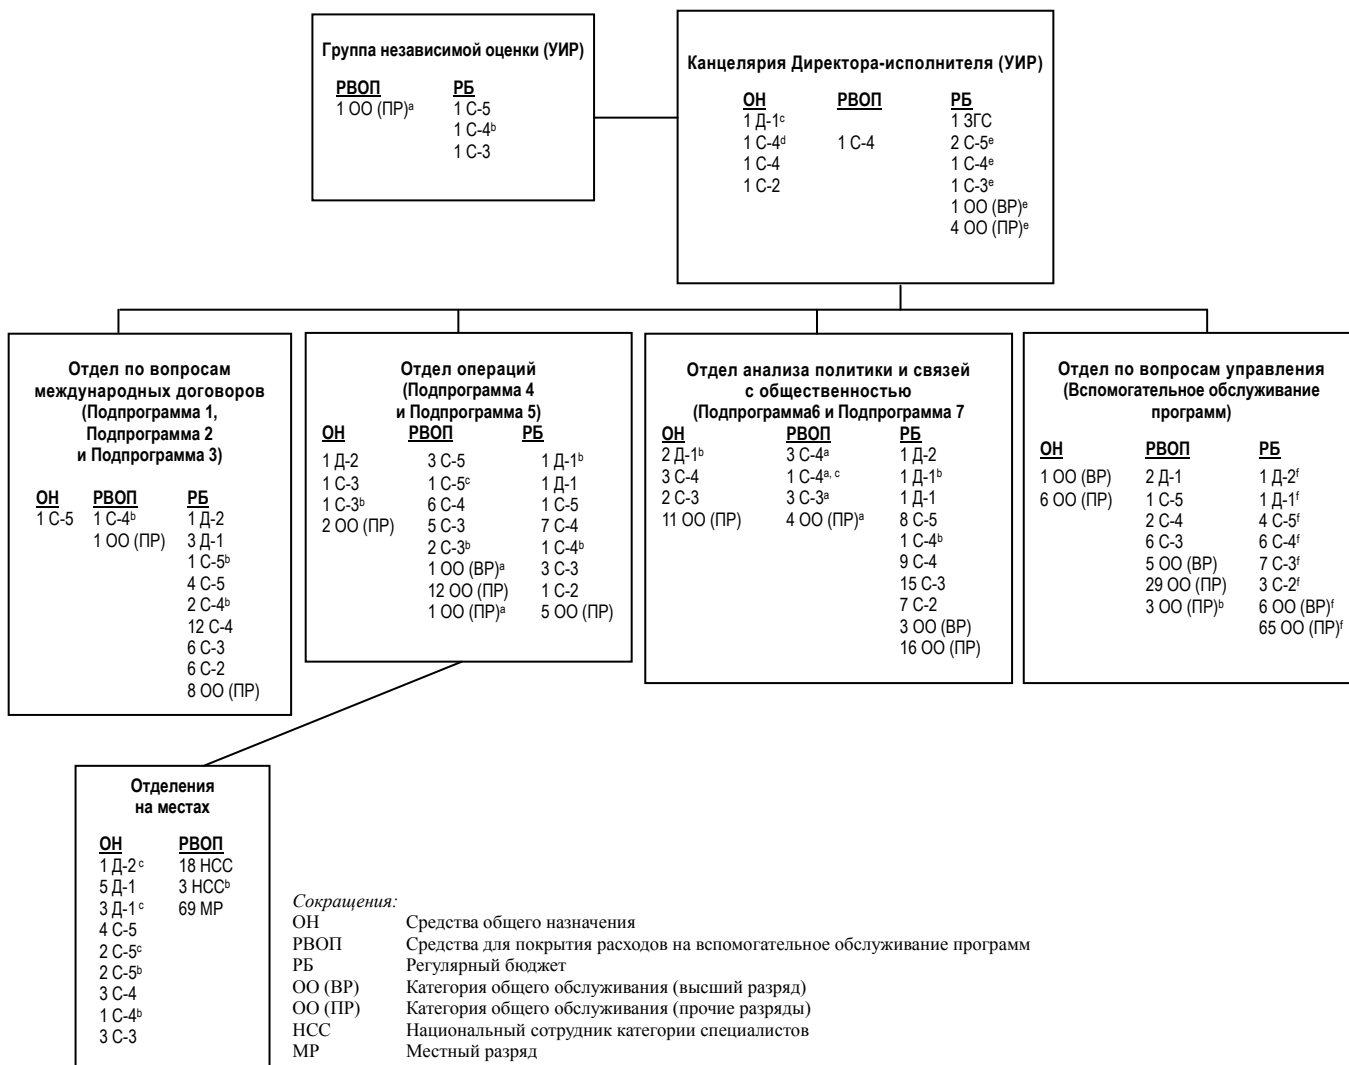 Группа независимой оценки (УИР)
РВОП РБ
1 ОО (ПР)ᵃ 1 С-5
1 С-4ᵇ
1 С-3
Канцелярия Директора-исполнителя (УИР)
ОН РВОП РБ
1 Д-1ᶜ 1 ЗГС
1 С-4ᵈ 1 С-4 2 С-5ᵉ
1 С-4 1 С-4ᵉ
1 С-2 1 С-3ᵉ
1 ОО (ВР)ᵉ
4 ОО (ПР)ᵉ
Отдел по вопросам
международных договоров
(Подпрограмма 1,
Подпрограмма 2
и Подпрограмма 3)
ОН РВОП РБ
1 С-5 1 С-4ᵇ 1 Д-2
1 ОО (ПР) 3 Д-1
1 С-5ᵇ
4 С-5
2 С-4ᵇ
12 С-4
6 С-3
6 С-2
8 ОО (ПР)
Отдел операций
(Подпрограмма 4
и Подпрограмма 5)
ОН РВОП РБ
1 Д-2 3 С-5 1 Д-1ᵇ
1 С-3 1 С-5ᶜ 1 Д-1
1 С-3ᵇ 6 С-4 1 С-5
2 ОО (ПР) 5 С-3 7 С-4
2 С-3ᵇ 1 С-4ᵇ
1 ОО (ВР)ᵃ 3 С-3
12 ОО (ПР) 1 С-2
1 ОО (ПР)ᵃ 5 ОО (ПР)
Отдел анализа политики и связей
с общественностью
(Подпрограмма6 и Подпрограмма 7
ОН РВОП РБ
2 Д-1ᵇ 3 С-4ᵃ 1 Д-2
3 С-4 1 С-4ᵃ, ᶜ 1 Д-1ᵇ
2 С-3 3 С-3ᵃ 1 Д-1
11 ОО (ПР) 4 ОО (ПР)ᵃ 8 С-5
1 С-4ᵇ
9 С-4
15 С-3
7 С-2
3 ОО (ВР)
16 ОО (ПР)
Отдел по вопросам управления
(Вспомогательное обслуживание
программ)
ОН РВОП РБ
1 ОО (ВР) 2 Д-1 1 Д-2ᶠ
6 ОО (ПР) 1 С-5 1 Д-1ᶠ
2 С-4 4 С-5ᶠ
6 С-3 6 С-4ᶠ
5 ОО (ВР) 7 С-3ᶠ
29 ОО (ПР) 3 С-2ᶠ
3 ОО (ПР)ᵇ 6 ОО (ВР)ᶠ
65 ОО (ПР)ᶠ
Отделения
на местах
ОН РВОП
1 Д-2 ᶜ 18 НСС
5 Д-1 3 НССᵇ
3 Д-1 ᶜ 69 МР
4 С-5
2 С-5ᶜ
2 С-5ᵇ
3 С-4
1 С-4ᵇ
3 С-3
Сокращения:
ОН Средства общего назначения
РВОП Средства для покрытия расходов на вспомогательное обслуживание программ
РБ Регулярный бюджет
ОО (ВР) Категория общего обслуживания (высший разряд)
ОО (ПР) Категория общего обслуживания (прочие разряды)
НСС Национальный сотрудник категории специалистов
МР Местный разряд